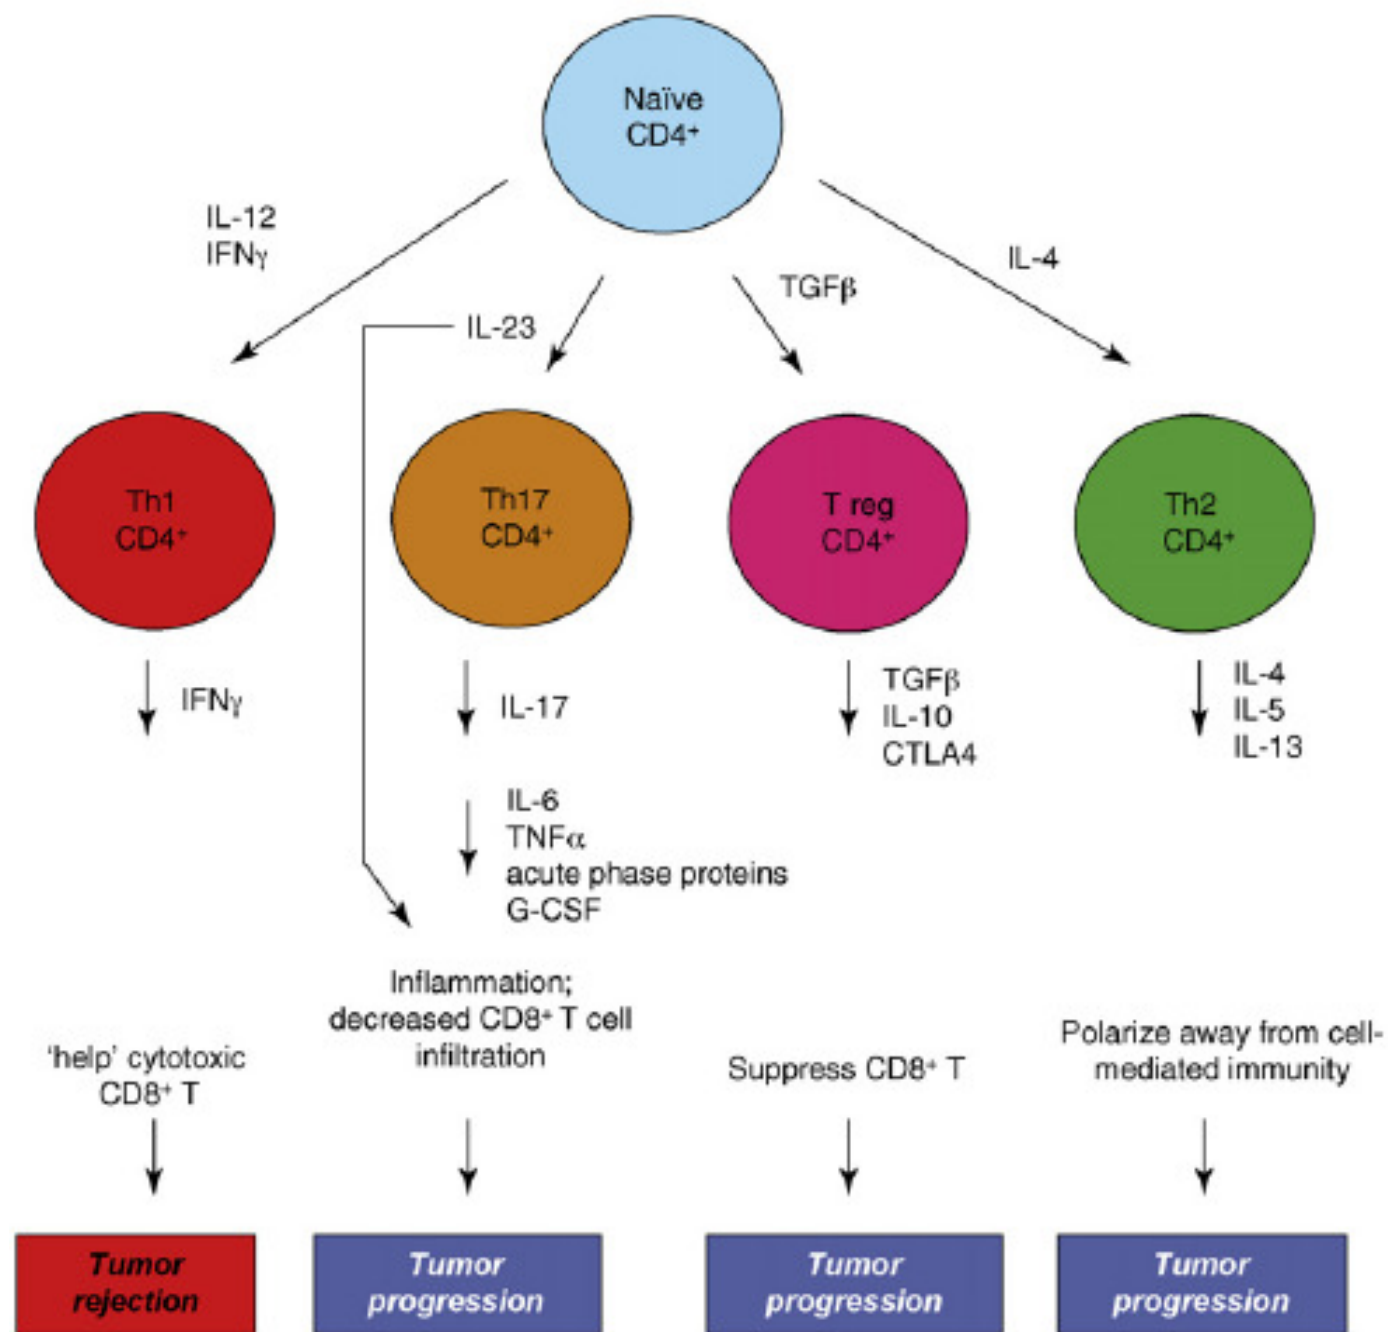 Naïve
CD4⁺
IL-12
IFNγ
IL-23
TGFβ
IL-4
Th1
CD4⁺
Th17
CD4⁺
T reg
CD4⁺
Th2
CD4⁺
IFNγ
IL-17
TGFβ
IL-10
CTLA4
IL-4
IL-5
IL-13
IL-6
TNFα
acute phase proteins
G-CSF
'help' cytotoxic
CD8⁺ T
Inflammation;
decreased CD8⁺ T cell
infiltration
Suppress CD8⁺ T
Polarize away from cell-
mediated immunity
Tumor
rejection
Tumor
progression
Tumor
progression
Tumor
progression